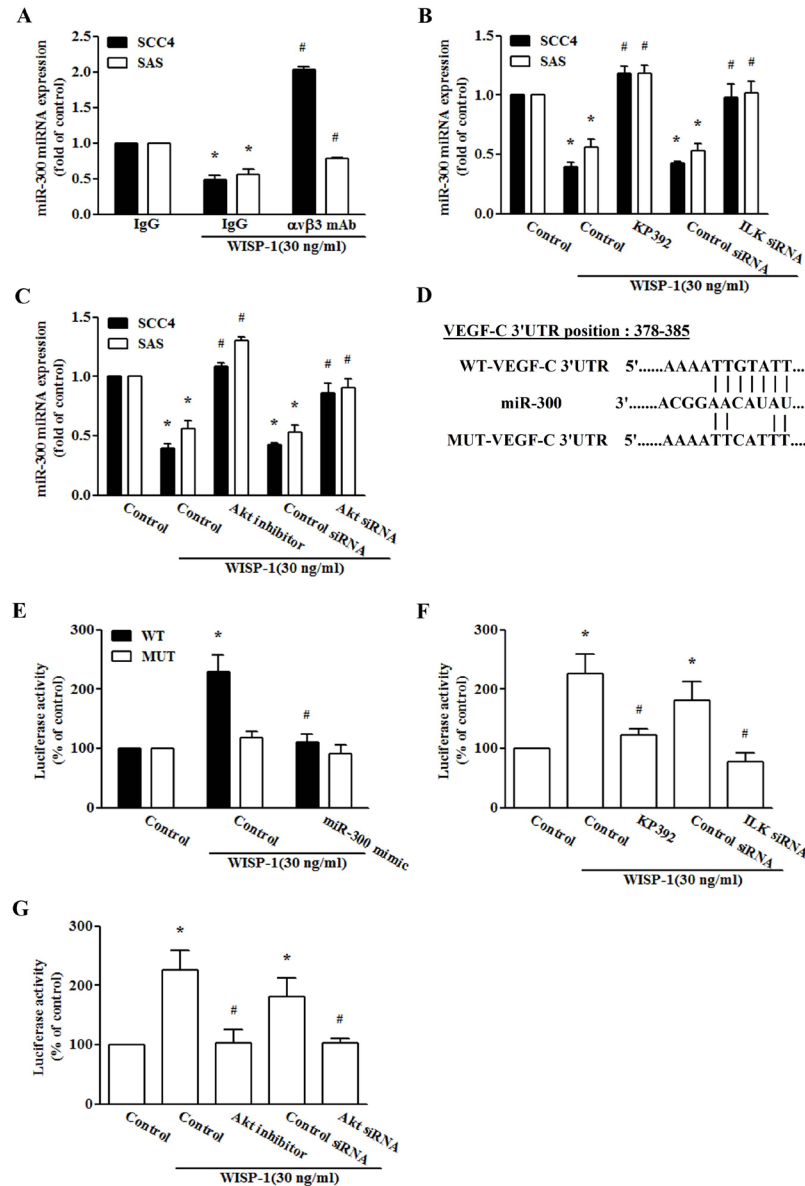 A
miR-300 miRNA expression
(fold of control)
2.5
2.0
1.5
1.0
0.5
0.0
SCC4
SAS
* * # #
IgG IgG αvβ3 mAb
WISP-1(30 ng/ml)
B
miR-300 miRNA expression
(fold of control)
1.5
1.0
0.5
0.0
SCC4
SAS
* * # # * * # #
Control Control KP392 Control siRNA ILK siRNA
WISP-1(30 ng/ml)
C
miR-300 miRNA expression
(fold of control)
1.5
1.0
0.5
0.0
SCC4
SAS
* * # # * * # #
Control Control Akt inhibitor Control siRNA Akt siRNA
WISP-1(30 ng/ml)
D
VEGF-C 3'UTR position : 378-385
WT-VEGF-C 3'UTR 5'......AAAATTGTATT....
miR-300 3'......ACGGAACAUAU....
MUT-VEGF-C 3'UTR 5'......AAAATTCATTT....
E
Luciferase activity
(% of control)
300
200
100
0
WT
MUT
* #
Control Control miR-300 mimic
WISP-1(30 ng/ml)
F
Luciferase activity
(% of control)
300
200
100
0
* # * #
Control Control KP392 Control siRNA ILK siRNA
WISP-1(30 ng/ml)
G
Luciferase activity
(% of control)
300
200
100
0
* # * #
Control Control Akt inhibitor Control siRNA Akt siRNA
WISP-1(30 ng/ml)